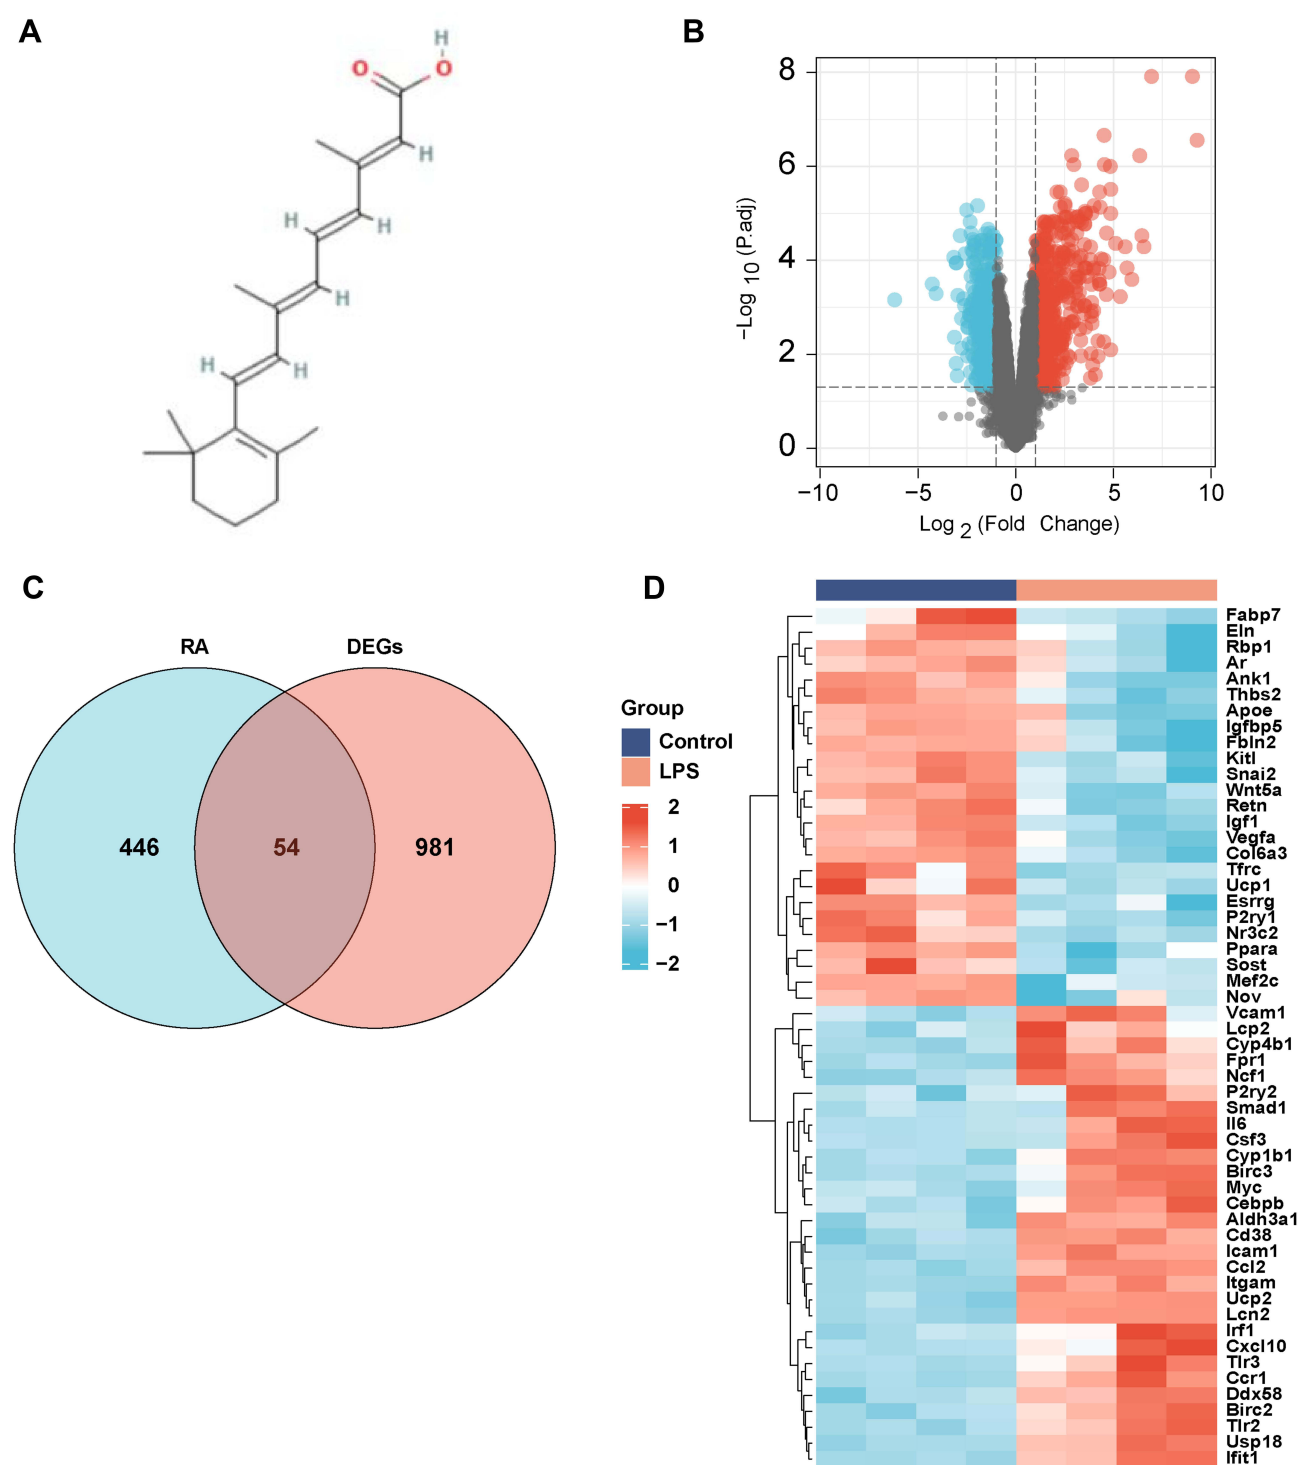 A
H
O
O
H
H
H
H
H
H
B
8
6
4
2
0
−Log 10 (P.adj)
−10
−5
0
5
10
Log 2 (Fold Change)
C
RA
DEGs
446
54
981
D
Group
Control
LPS
2
1
0
−1
−2
Fabp7
Eln
Rbp1
Ar
Ank1
Thbs2
Apoe
Igfbp5
Fbln2
Kitl
Snai2
Wnt5a
Retn
Igf1
Vegfa
Col6a3
Tfrc
Ucp1
Esrrg
P2ry1
Nr3c2
Ppara
Sost
Mef2c
Nov
Vcam1
Lcp2
Cyp4b1
Fpr1
Ncf1
P2ry2
Smad1
Il6
Csf3
Cyp1b1
Birc3
Myc
Cebpb
Aldh3a1
Cd38
Icam1
Ccl2
Itgam
Ucp2
Lcn2
Irf1
Cxcl10
Tlr3
Ccr1
Ddx58
Birc2
Tlr2
Usp18
Ifit1